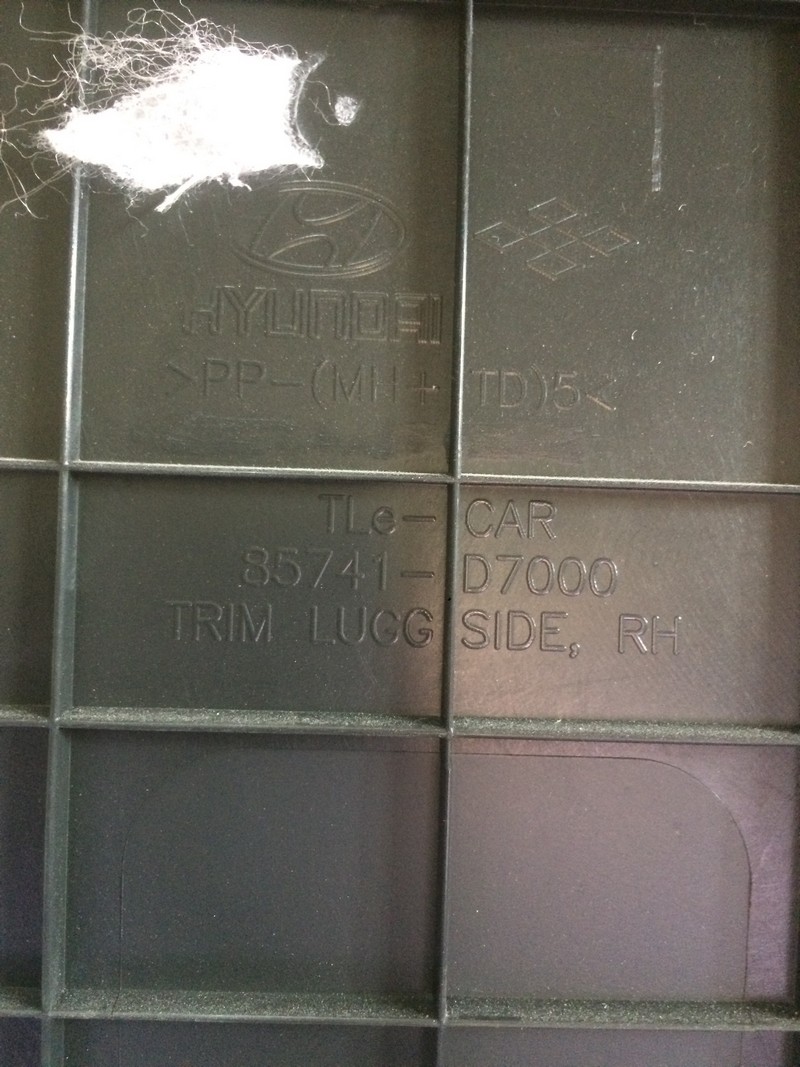 HYUNDAI
>PP-(MH+TD)5<
TLe-CAR
85741-D7000
TRIM LUGG SIDE, RH